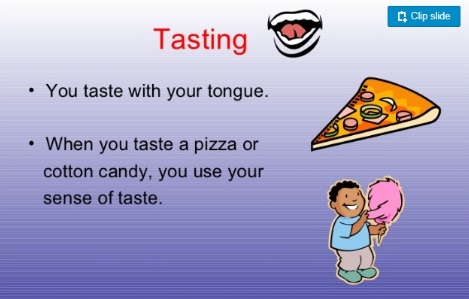 Clip slide
Tasting
• You taste with your tongue.
• When you taste a pizza or
cotton candy, you use your
sense of taste.